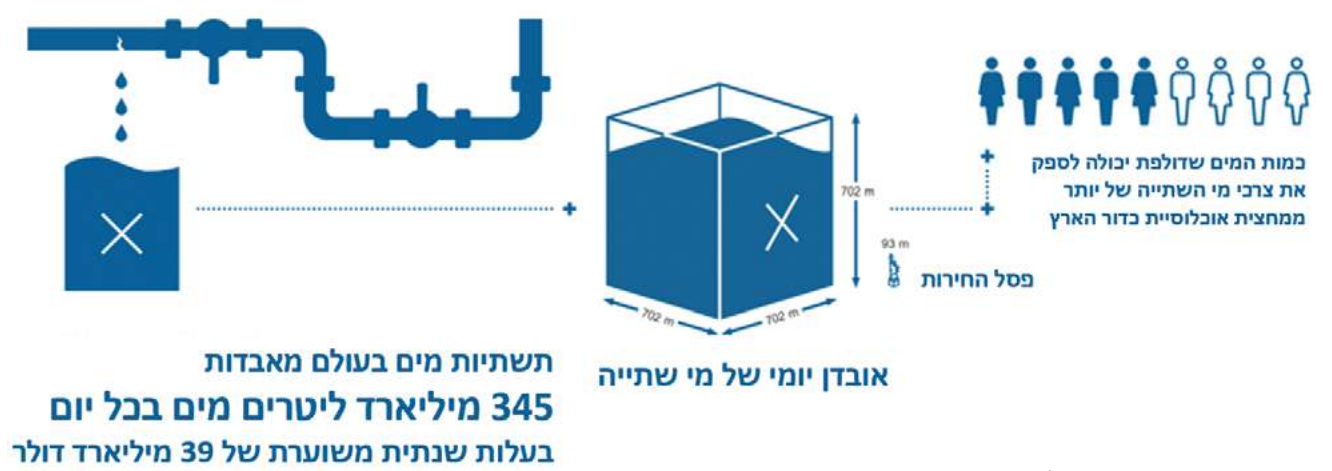 כמות המים שדולפת יכולה לספק
את צרכי מי השתייה של יותר
ממחצית אוכלוסיית כדור הארץ
702 m
93 m
פסל החירות
702 m
702 m
אובדן יומי של מי שתייה
תשתיות מים בעולם מאבדות
345 מיליארד ליטרים מים בכל יום
בעלות שנתית משוערת של 39 מיליארד דולר